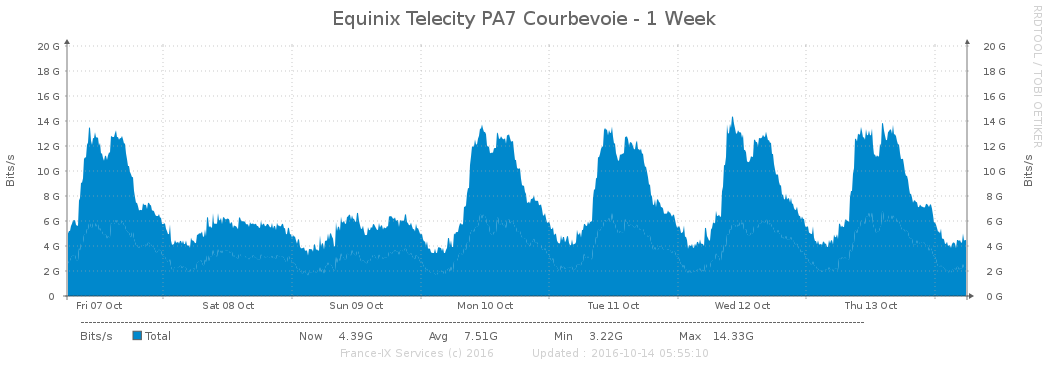 Equinix Telecity PA7 Courbevoie - 1 Week
RRDTOOL / TOBI OETIKER
Bits/s
20 G
18 G
16 G
14 G
12 G
10 G
8 G
6 G
4 G
2 G
0
20 G
18 G
16 G
14 G
12 G
10 G
8 G
6 G
4 G
2 G
0 G
Bits/s
Fri 07 Oct Sat 08 Oct Sun 09 Oct Mon 10 Oct Tue 11 Oct Wed 12 Oct Thu 13 Oct
Bits/s Total Now 4.39G Avg 7.51G Min 3.22G Max 14.33G
France-IX Services (c) 2016 Updated : 2016-10-14 05:55:10